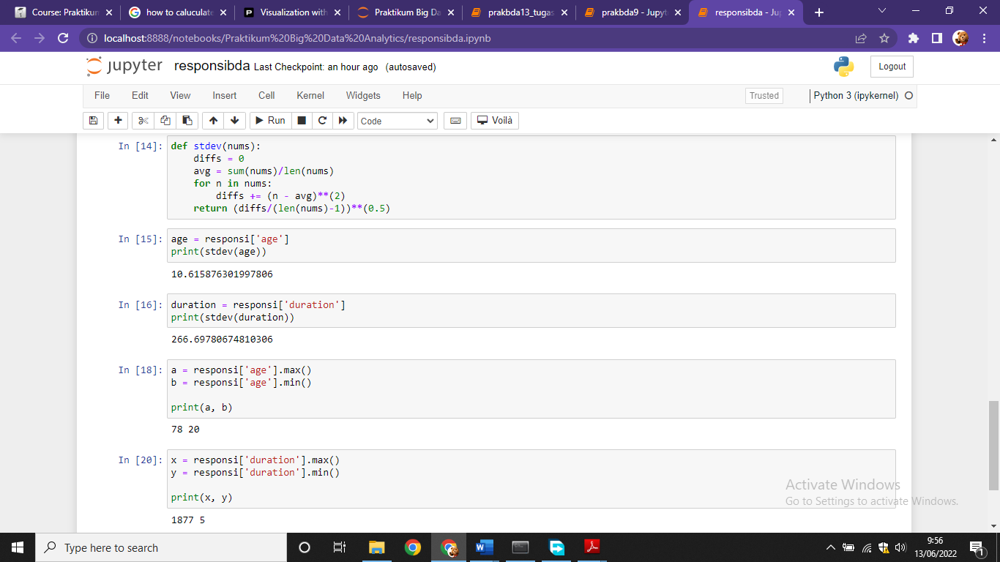 Course: Praktikun
how to caluculate
Visualization with
Praktikum Big Da
prakbda13_tugas
prakbda9 - Jupyt
responsibda - Jup
localhost:8888/notebooks/Praktikum%20Big%20Data%20Analytics/responsibda.ipynb
jupyter responsibda Last Checkpoint: an hour ago (autosaved)
Logout
File Edit View Insert Cell Kernel Widgets Help
Trusted
Python 3 (ipykernel)
Run
Code
Voilà
In [14]: def stdev(nums):
    diffs = 0
    avg = sum(nums)/len(nums)
    for n in nums:
        diffs += (n - avg)**(2)
    return (diffs/(len(nums)-1))**(0.5)
In [15]: age = responsi['age']
print(stdev(age))
10.615876301997806
In [16]: duration = responsi['duration']
print(stdev(duration))
266.69780674810306
In [18]: a = responsi['age'].max()
b = responsi['age'].min()
print(a, b)
78 20
In [20]: x = responsi['duration'].max()
y = responsi['duration'].min()
print(x, y)
1877 5
Activate Windows
Go to Settings to activate Windows.
Type here to search
9:56
13/06/2022
1